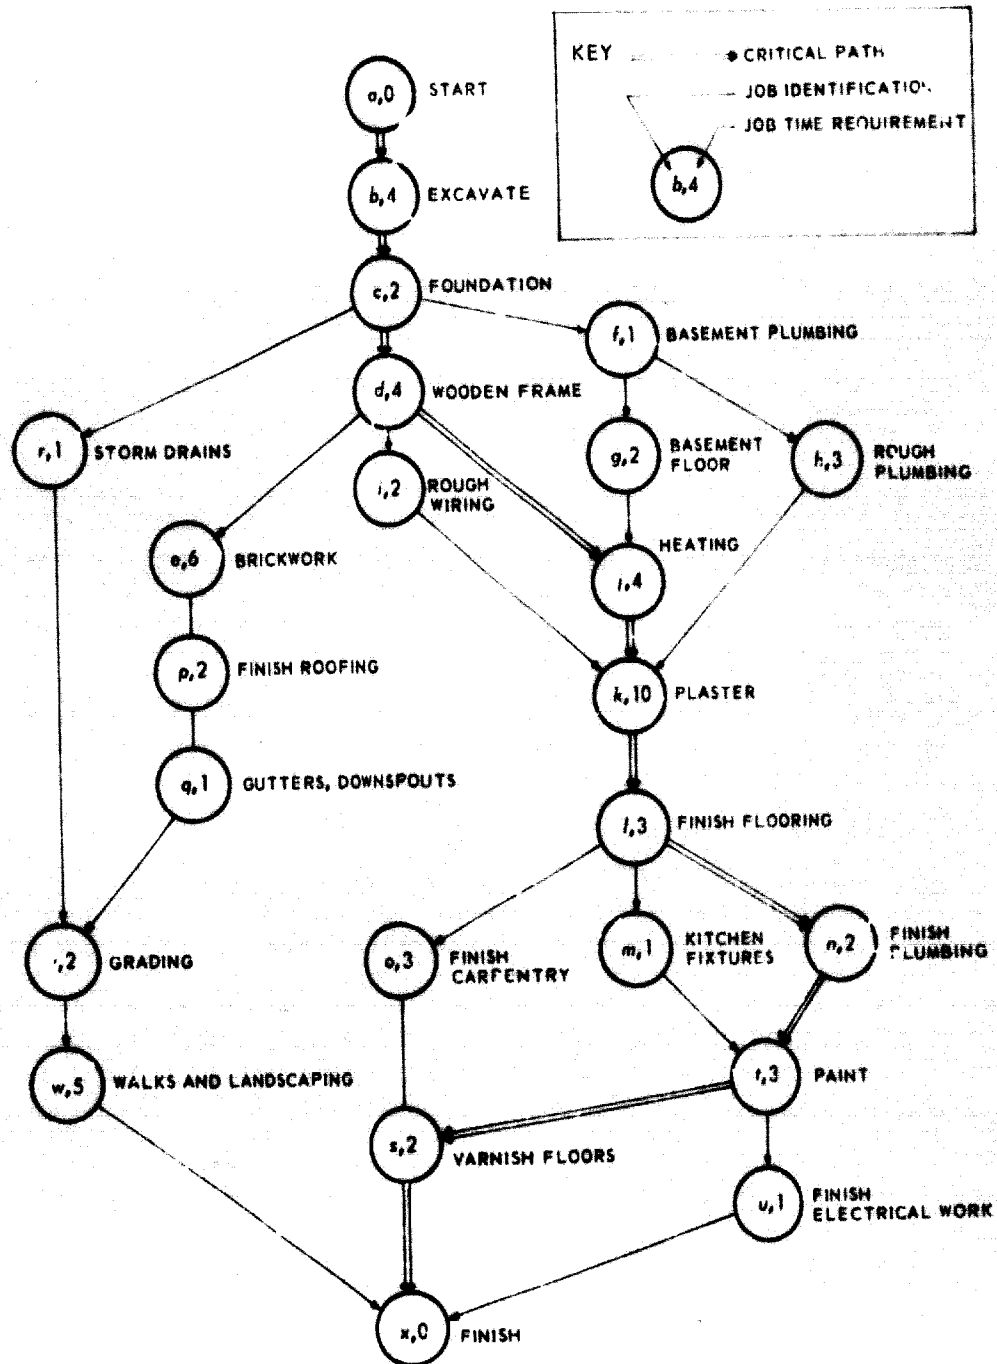 KEY
CRITICAL PATH
JOB IDENTIFICATION
JOB TIME REQUIREMENT
b,4
a,0
START
b,4
EXCAVATE
c,2
FOUNDATION
f,1
BASEMENT PLUMBING
d,4
WOODEN FRAME
r,1
STORM DRAINS
i,2
ROUGH
WIRING
g,2
BASEMENT
FLOOR
h,3
ROUGH
PLUMBING
e,6
BRICKWORK
HEATING
j,4
p,2
FINISH ROOFING
k,10
PLASTER
q,1
GUTTERS, DOWNSPOUTS
l,3
FINISH FLOORING
,2
GRADING
o,3
FINISH
CARPENTRY
m,1
KITCHEN
FIXTURES
n,2
FINISH
PLUMBING
w,5
WALKS AND LANDSCAPING
t,3
PAINT
s,2
VARNISH FLOORS
u,1
FINISH
ELECTRICAL WORK
x,0
FINISH